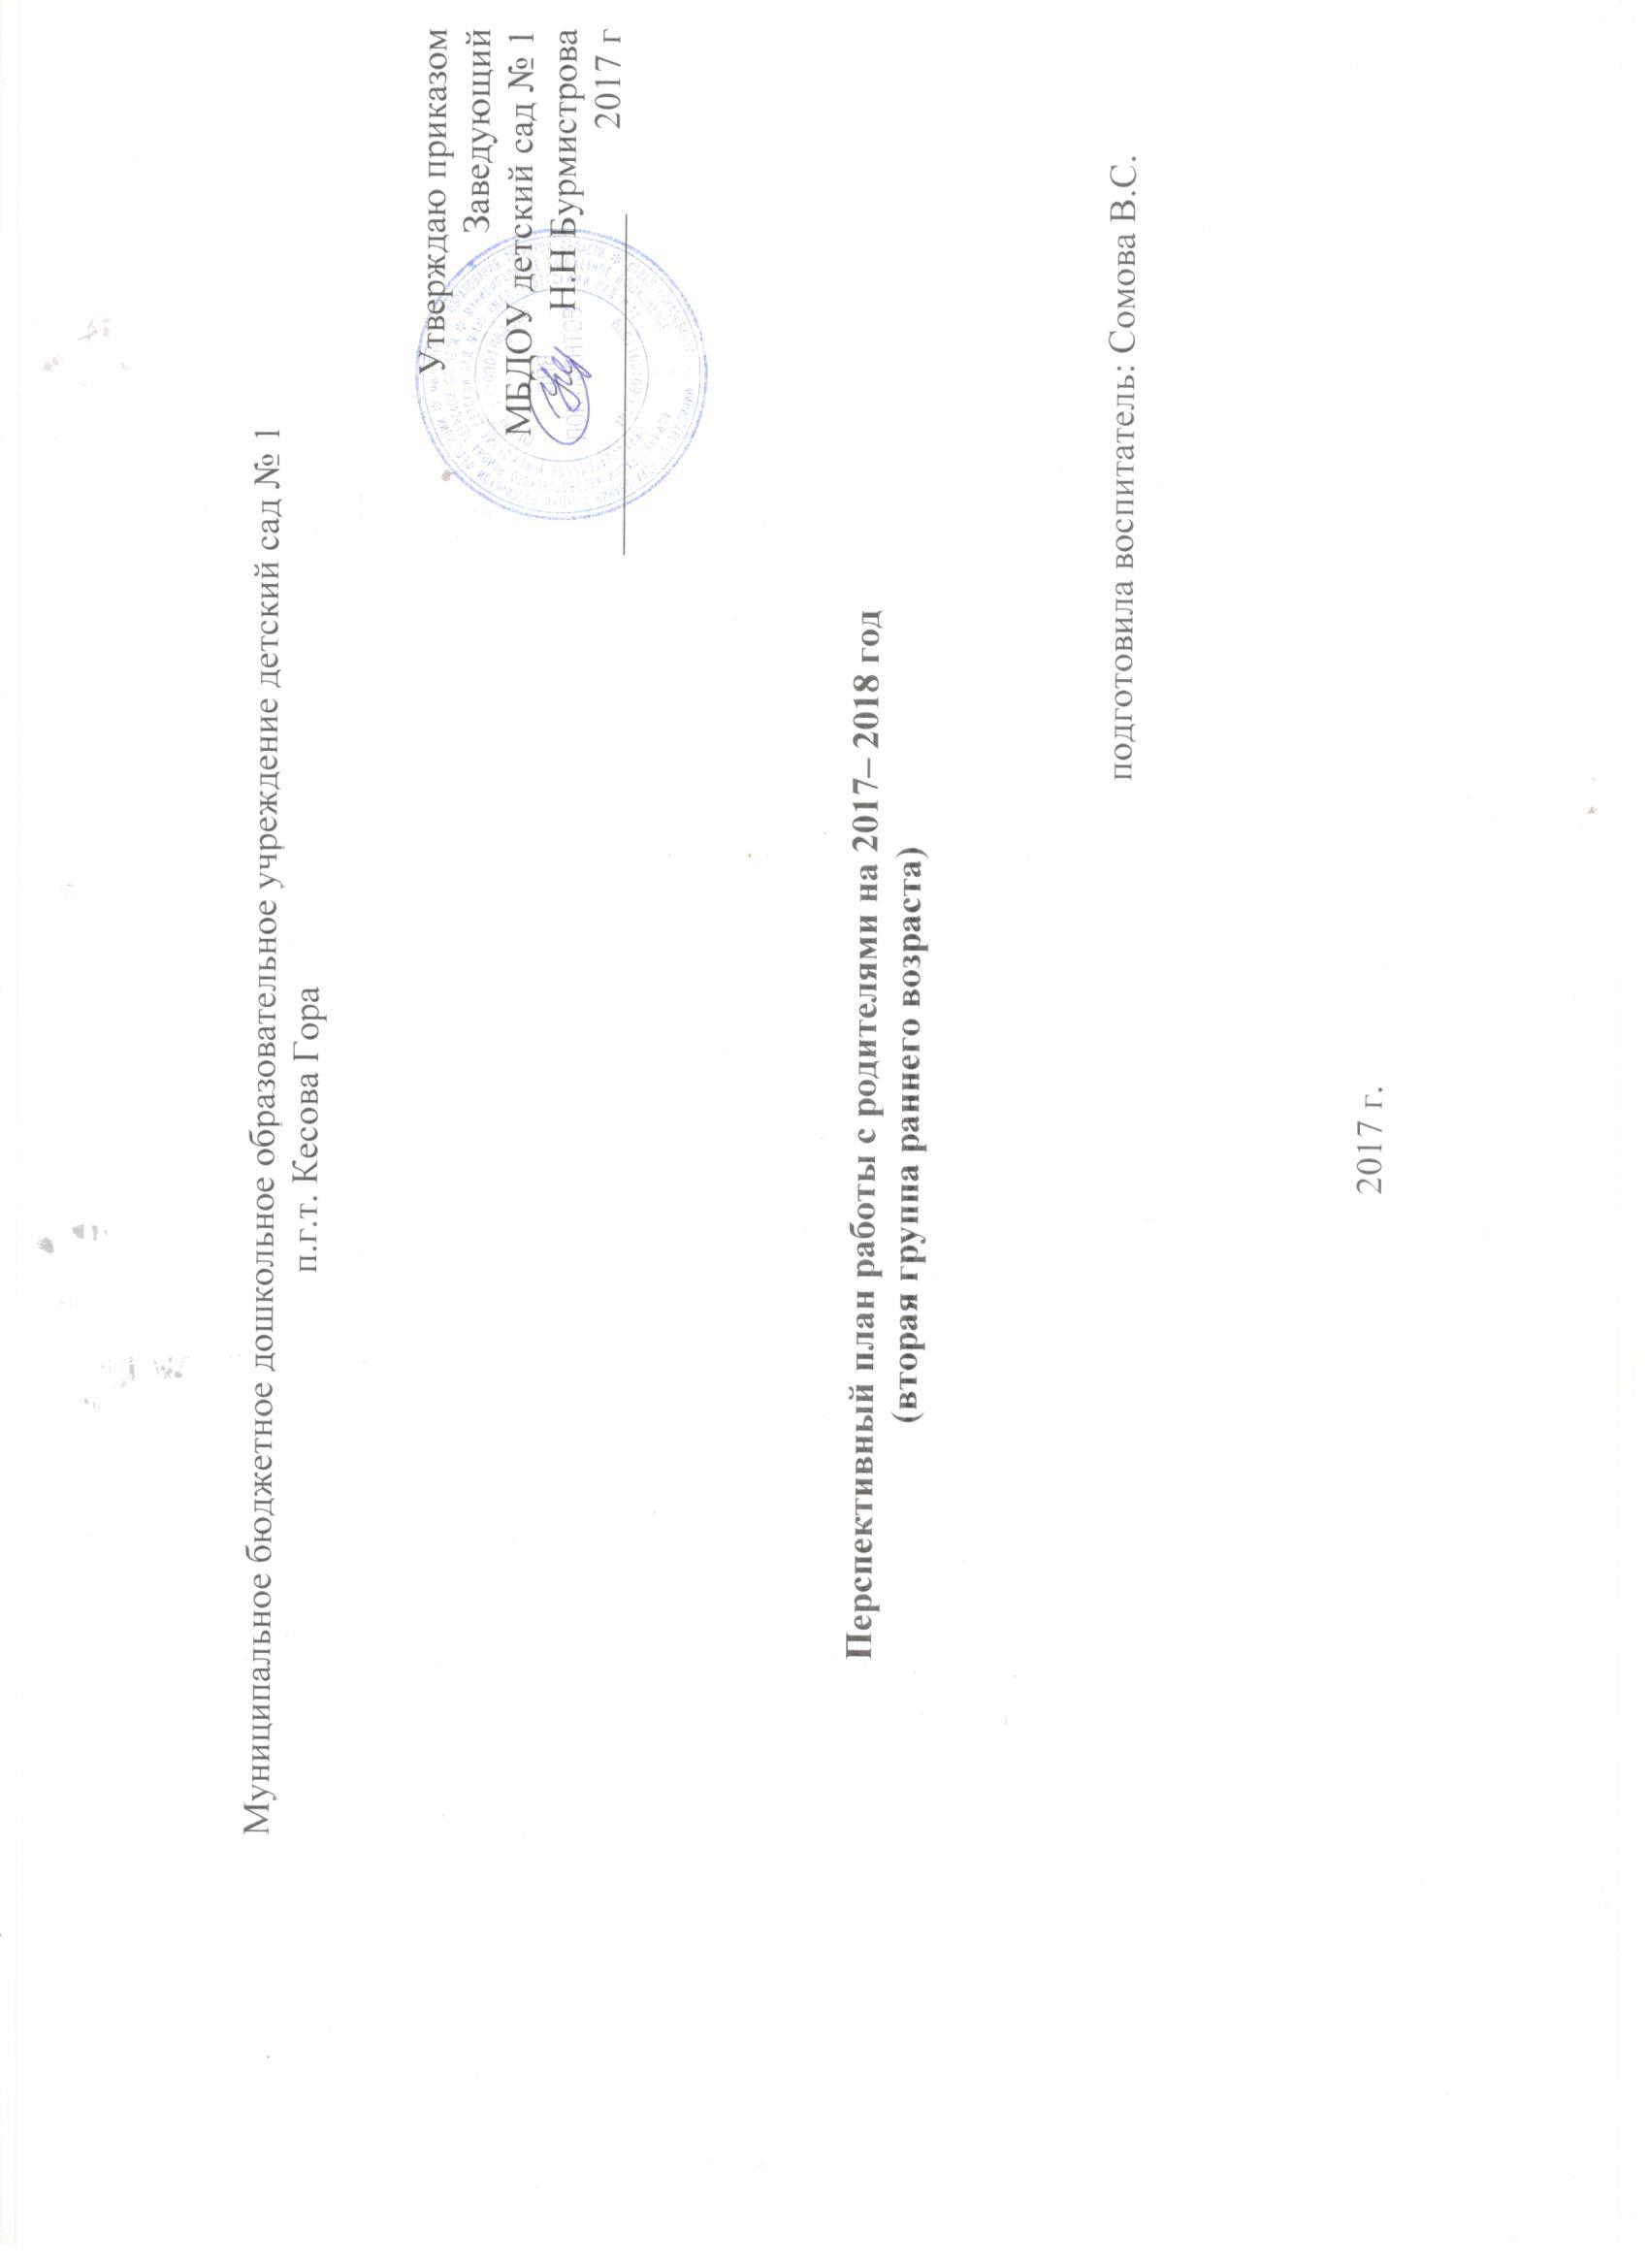 Муниципальное бюджетное дошкольное образовательное учреждение детский сад № 1
п.г.т. Кесова Гора
Утверждаю приказом
Заведующий
МБДОУ детский сад № 1
Н.Н Бурмистрова
2017 г
Перспективный план работы с родителями на 2017– 2018 год
(вторая группа раннего возраста)
подготовила воспитатель: Сомова В.С.
2017 г.